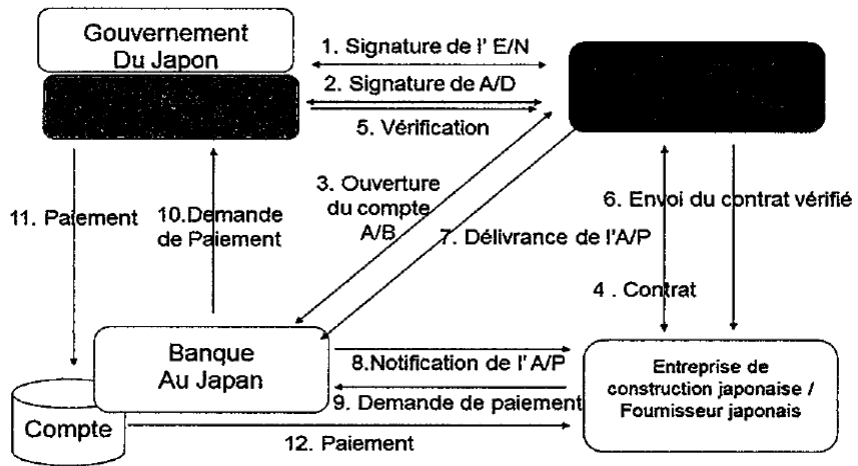 Gouvernement
Du Japon
1. Signature de l' E/N
2. Signature de A/D
5. Vérification
3. Ouverture
du compte
A/B
6. Envoi du contrat vérifié
11. Paiement
10.Demande
de Paiement
7. Délivrance de l'A/P
4 . Contrat
Banque
Au Japan
8.Notification de l'A/P
9. Demande de paiement
Entreprise de
construction japonaise /
Fournisseur japonais
Compte
12. Paiement